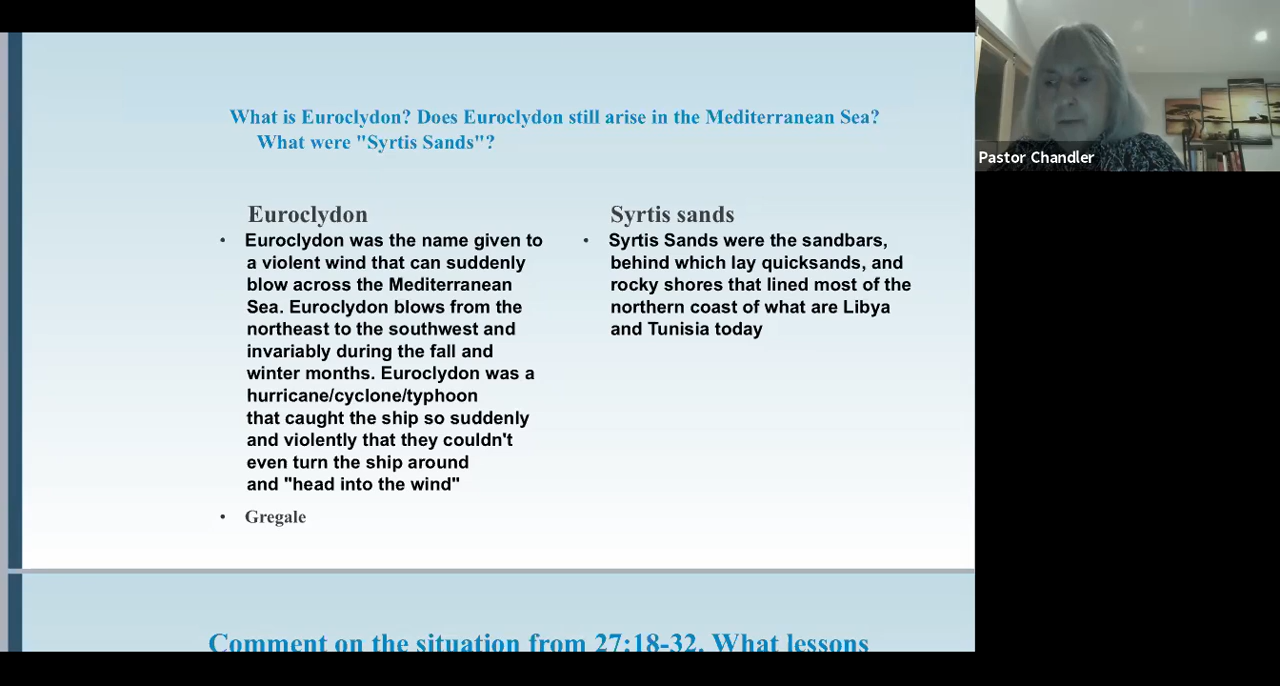 What is Euroclydon? Does Euroclydon still arise in the Mediterranean Sea?
What were "Syrtis Sands"?
Euroclydon
• Euroclydon was the name given to
a violent wind that can suddenly
blow across the Mediterranean
Sea. Euroclydon blows from the
northeast to the southwest and
invariably during the fall and
winter months. Euroclydon was a
hurricane/cyclone/typhoon
that caught the ship so suddenly
and violently that they couldn't
even turn the ship around
and "head into the wind"
• Gregale
Syrtis sands
• Syrtis Sands were the sandbars,
behind which lay quicksands, and
rocky shores that lined most of the
northern coast of what are Libya
and Tunisia today
Comment on the situation from 27:18-32. What lessons
Pastor Chandler